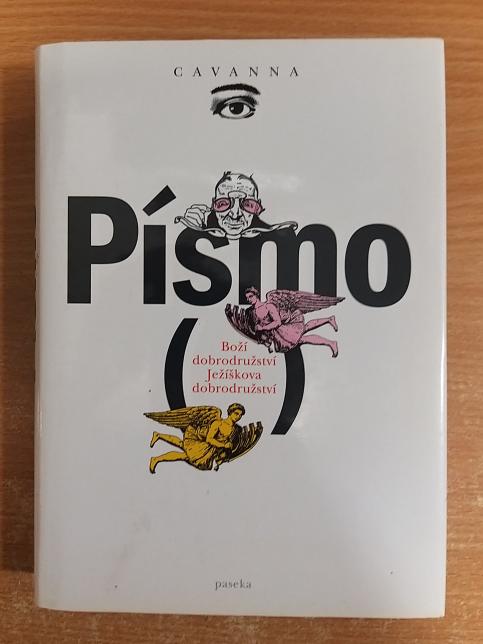 CAVANNA
Písmo
(
Boží
dobrodružství
Ježíškova
dobrodružství
)
paseka